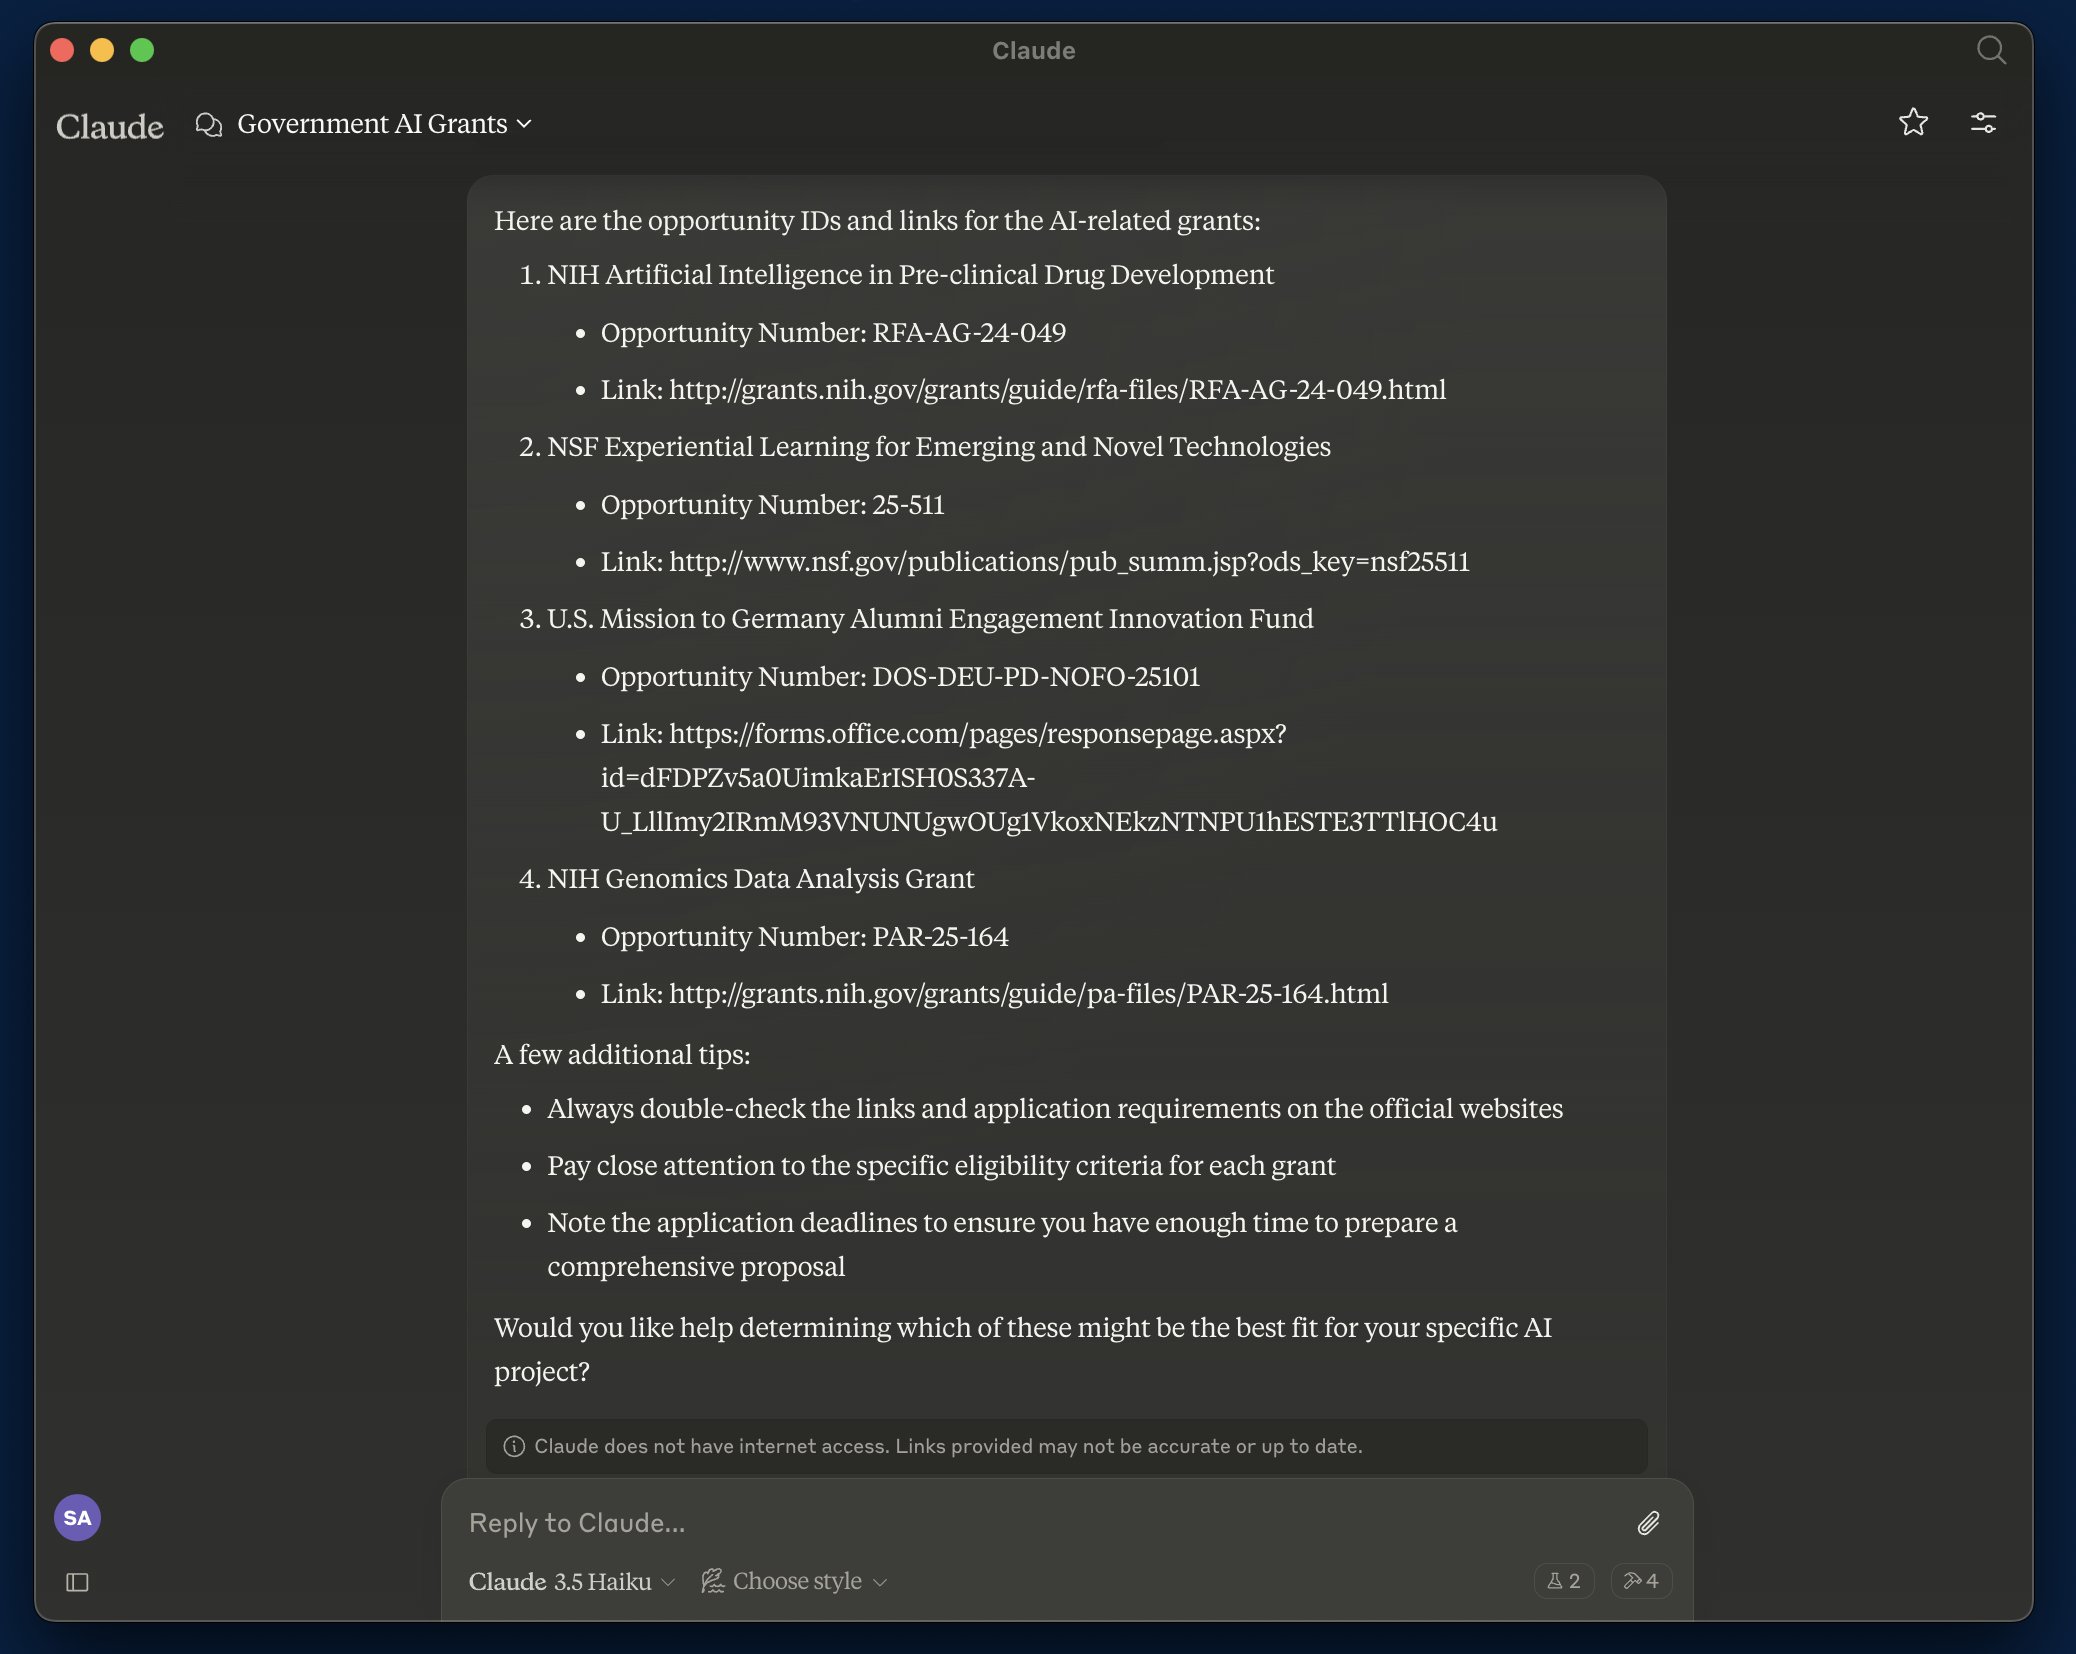 Claude
Claude
Government AI Grants
Here are the opportunity IDs and links for the AI-related grants:
1. NIH Artificial Intelligence in Pre-clinical Drug Development
• Opportunity Number: RFA-AG-24-049
• Link: http://grants.nih.gov/grants/guide/rfa-files/RFA-AG-24-049.html
2. NSF Experiential Learning for Emerging and Novel Technologies
• Opportunity Number: 25-511
• Link: http://www.nsf.gov/publications/pub_summ.jsp?ods_key=nsf25511
3. U.S. Mission to Germany Alumni Engagement Innovation Fund
• Opportunity Number: DOS-DEU-PD-NOFO-25101
• Link: https://forms.office.com/pages/responsepage.aspx?
id=dFDPZv5a0UimkaErISH0S337A-
U_LlIImy2IRmM93VNUNUgwOUg1VkoxNEkzNTNPU1hESTE3TTlHOC4u
4. NIH Genomics Data Analysis Grant
• Opportunity Number: PAR-25-164
• Link: http://grants.nih.gov/grants/guide/pa-files/PAR-25-164.html
A few additional tips:
• Always double-check the links and application requirements on the official websites
• Pay close attention to the specific eligibility criteria for each grant
• Note the application deadlines to ensure you have enough time to prepare a
comprehensive proposal
Would you like help determining which of these might be the best fit for your specific AI
project?
Claude does not have internet access. Links provided may not be accurate or up to date.
SA
Reply to Claude...
Claude 3.5 Haiku
Choose style
2
4